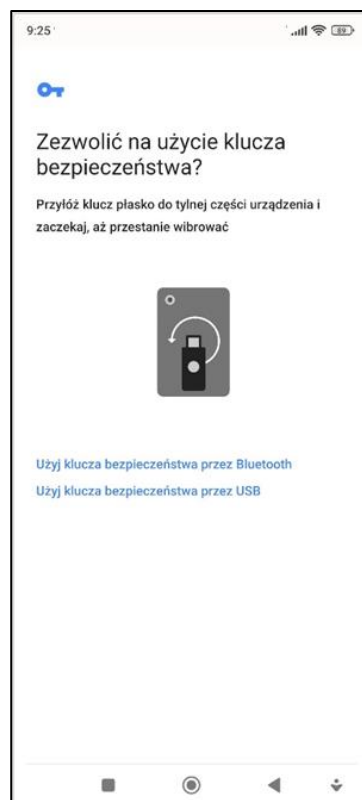 9:25
89
Zezwolić na użycie klucza
bezpieczeństwa?
Przyłóż klucz płasko do tylnej części urządzenia i
zaczekaj, aż przestanie wibrować
Użyj klucza bezpieczeństwa przez Bluetooth
Użyj klucza bezpieczeństwa przez USB